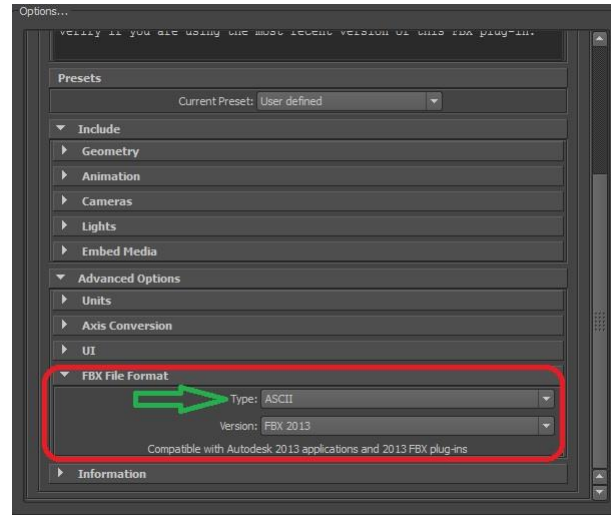 Options...
verify if you are using the most recent version of this FBX plug-in.
Presets
Current Preset: User defined
Include
Geometry
Animation
Cameras
Lights
Embed Media
Advanced Options
Units
Axis Conversion
UI
FBX File Format
Type: ASCII
Version: FBX 2013
Compatible with Autodesk 2013 applications and 2013 FBX plug-ins
Information